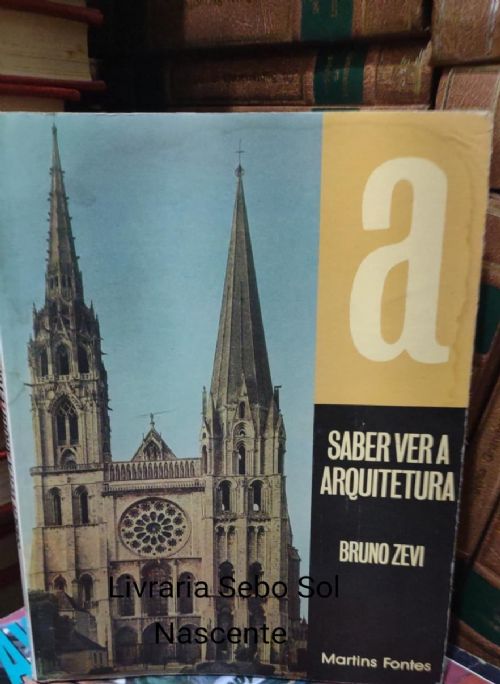 a
SABER VER A
ARQUITETURA
BRUNO ZEVI
Livraria Sebo Sol
Nascente
Martins Fontes